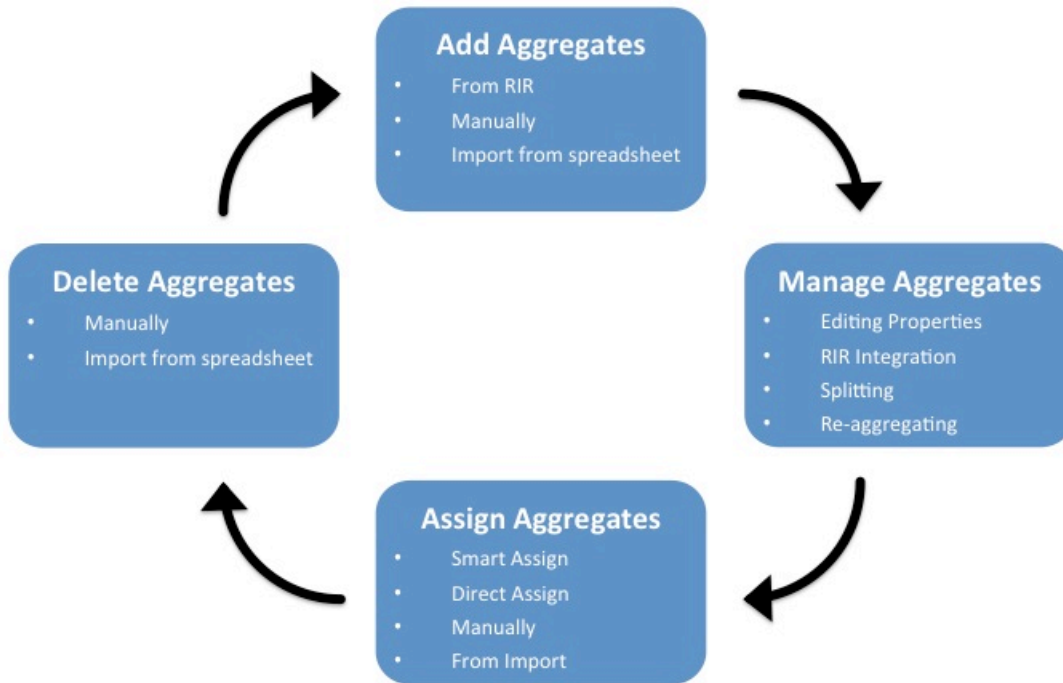 Add Aggregates
• From RIR
• Manually
• Import from spreadsheet
Manage Aggregates
• Editing Properties
• RIR Integration
• Splitting
• Re-aggregating
Assign Aggregates
• Smart Assign
• Direct Assign
• Manually
• From Import
Delete Aggregates
• Manually
• Import from spreadsheet